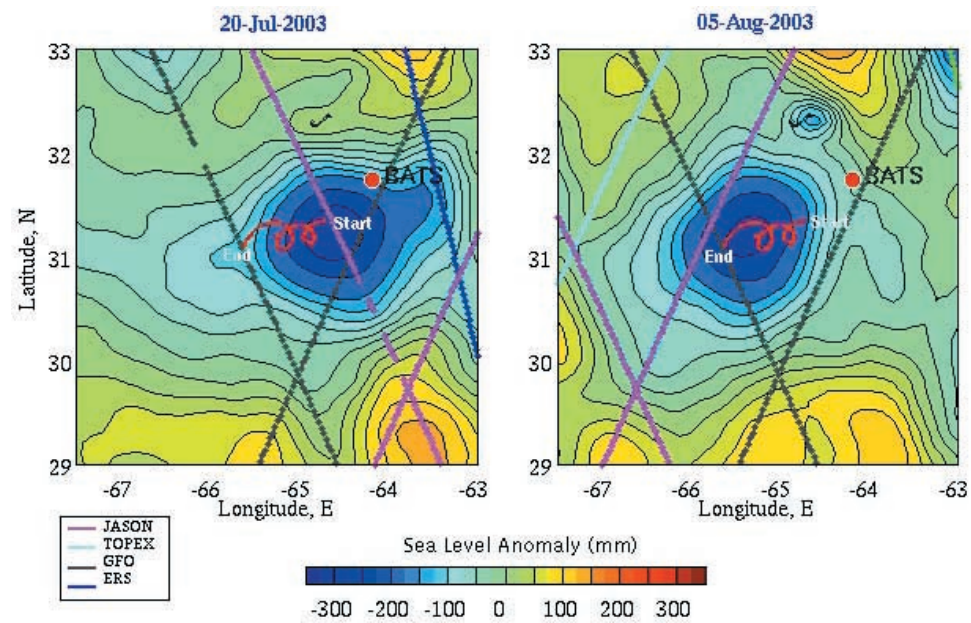 20-Jul-2003
05-Aug-2003
33
32
31
30
29
Latitude, N
BATS
Start
End
-67 -66 -65 -64 -63
Longitude, E
33
32
31
30
29
BATS
Start
End
-67 -66 -65 -64 -63
Longitude, E
JASON
TOPEX
GFO
ERS
Sea Level Anomaly (mm)
-300 -200 -100 0 100 200 300